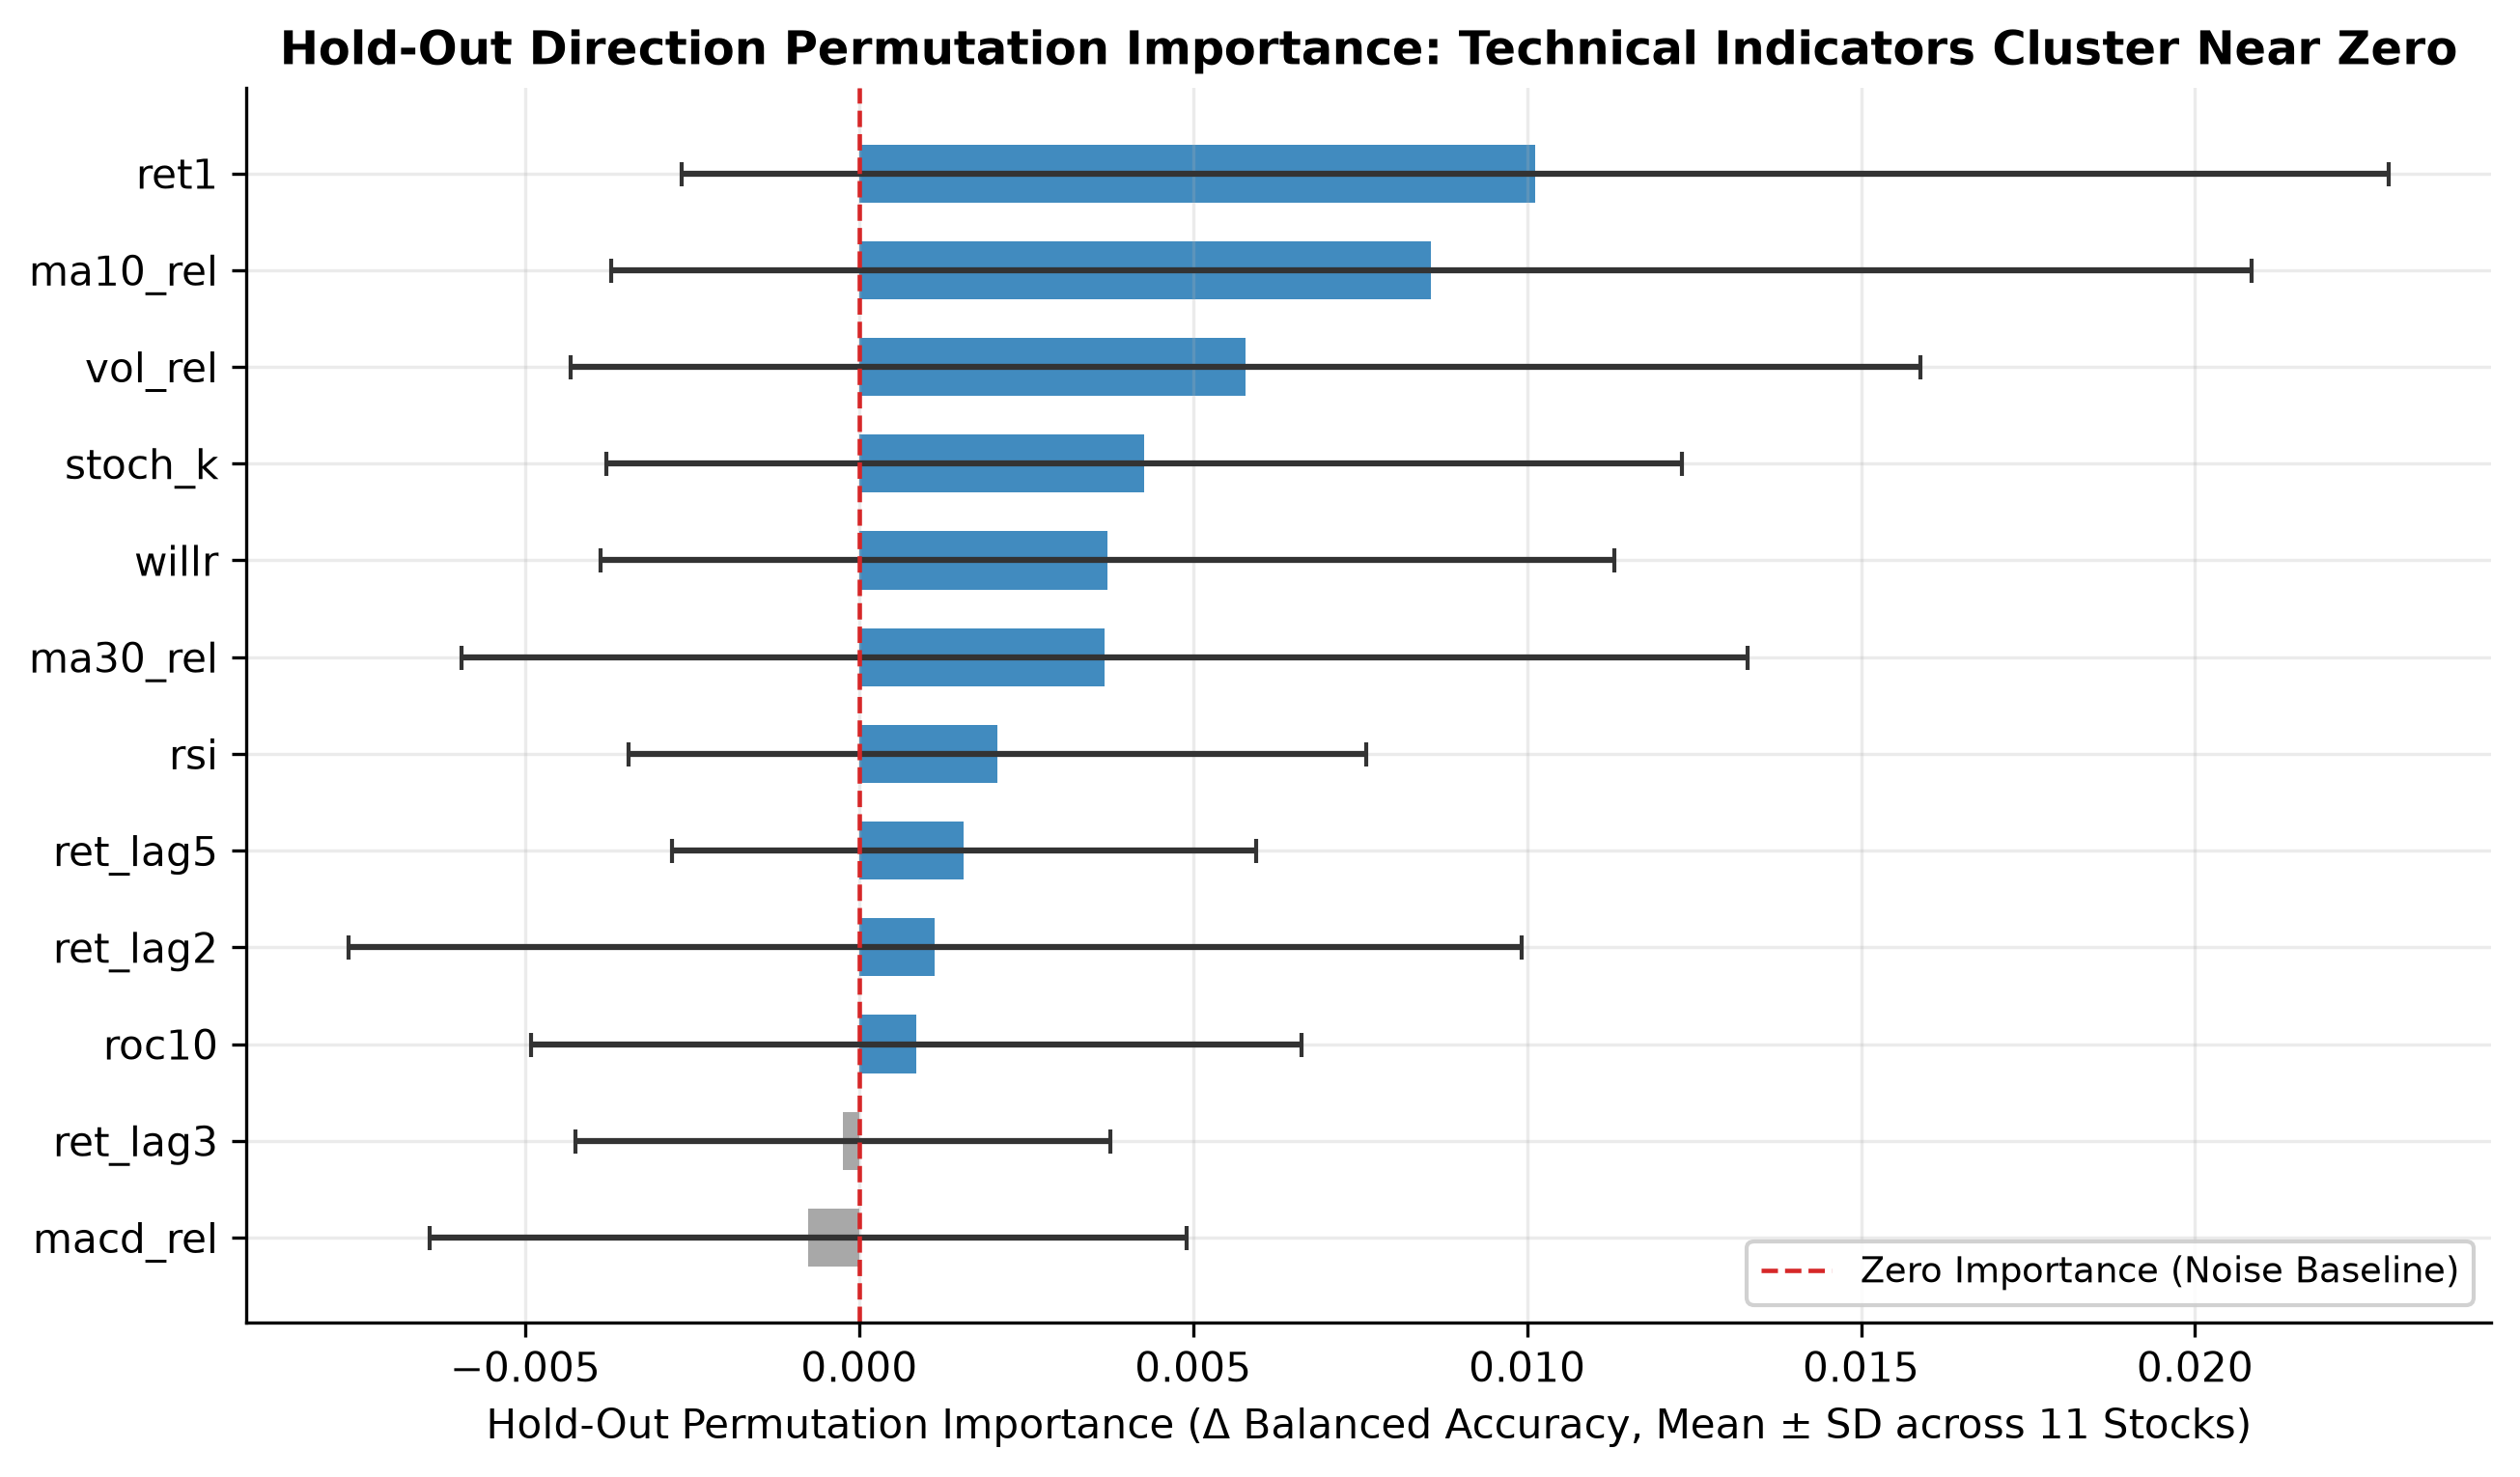 Hold-Out Direction Permutation Importance: Technical Indicators Cluster Near Zero
ret1
ma10_rel
vol_rel
stoch_k
willr
ma30_rel
rsi
ret_lag5
ret_lag2
roc10
ret_lag3
macd_rel
Zero Importance (Noise Baseline)
−0.005 0.000 0.005 0.010 0.015 0.020
Hold-Out Permutation Importance (Δ Balanced Accuracy, Mean ± SD across 11 Stocks)